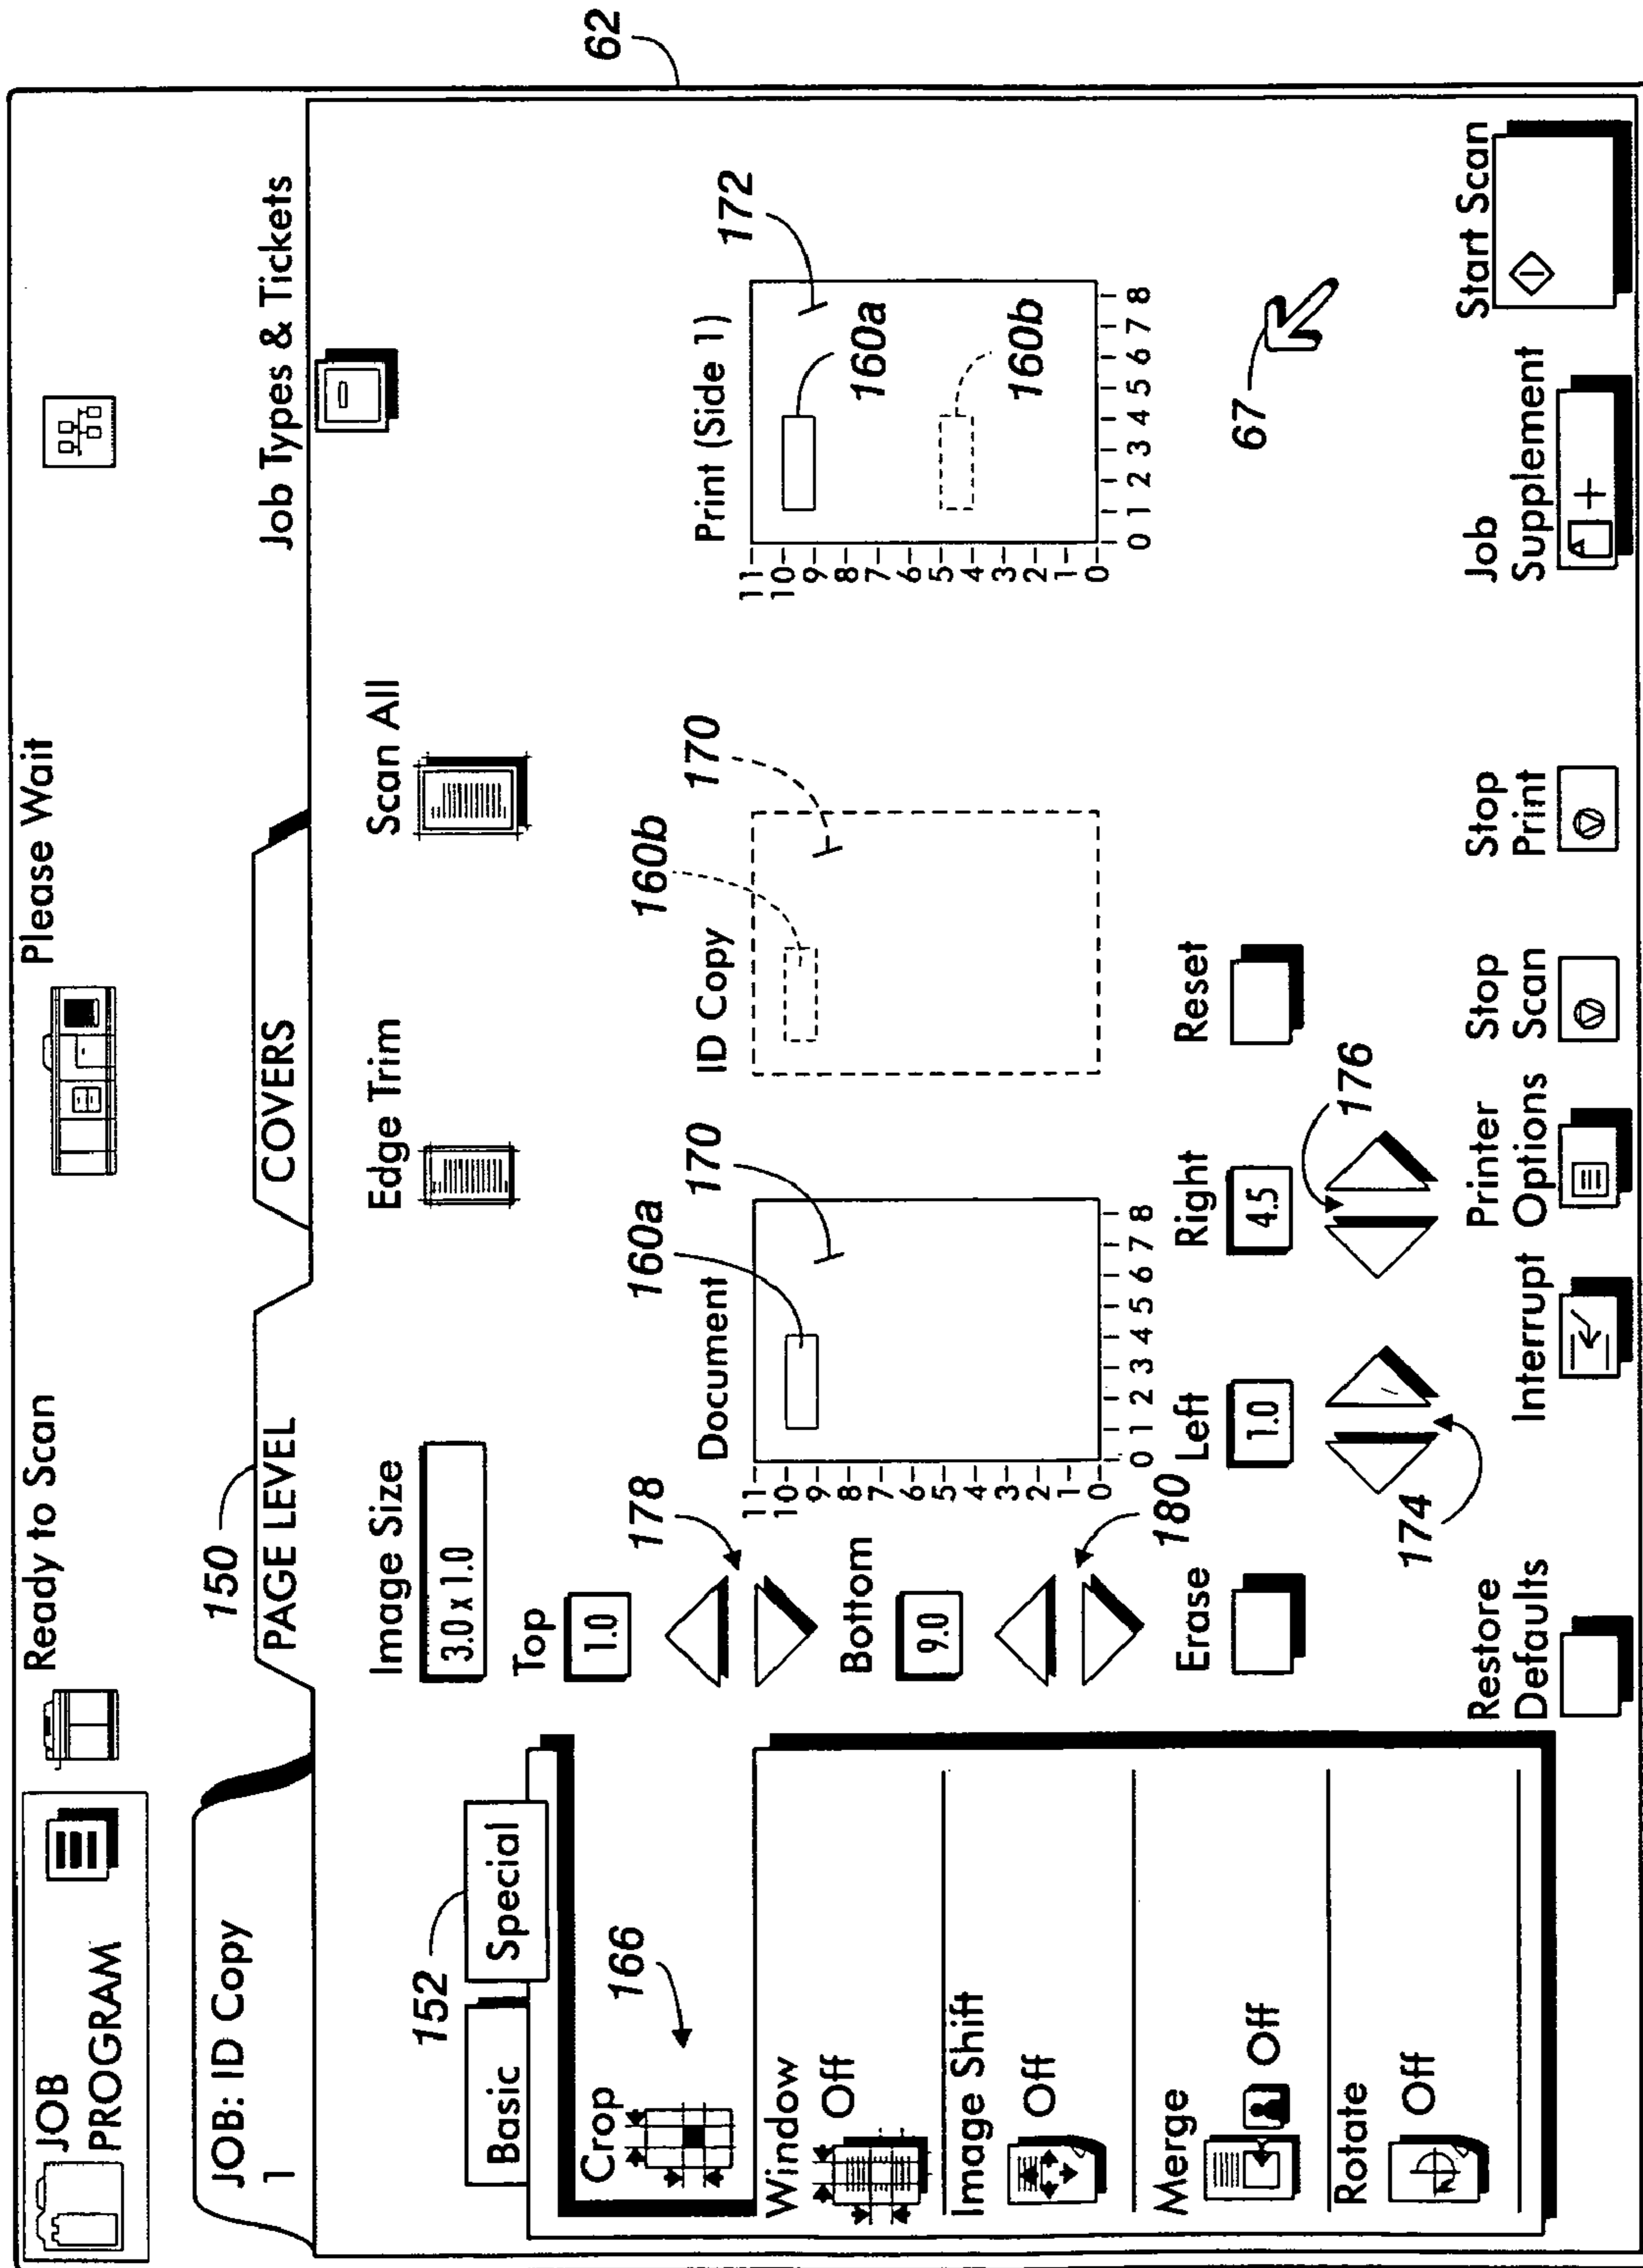 62
JOB
PROGRAM
Ready to Scan
Please Wait
JOB: ID Copy
1
150
PAGE LEVEL
COVERS
Job Types & Tickets
152
Basic
Special
Crop
166
Window
Off
Image Shift
Off
Merge
Off
Rotate
Off
Image Size
3.0 x 1.0
Edge Trim
Scan All
Top
1.0
178
Bottom
9.0
180
Erase
Document
160a
170
11
10
9
8
7
6
5
4
3
2
1
0
0 1 2 3 4 5 6 7 8
ID Copy
160b
170
Print (Side 1)
172
160a
160b
11
10
9
8
7
6
5
4
3
2
1
0
0 1 2 3 4 5 6 7 8
Left
1.0
174
Right
4.5
176
Reset
67
Restore
Defaults
Interrupt
Printer
Options
Stop
Scan
Stop
Print
Job
Supplement
Start Scan